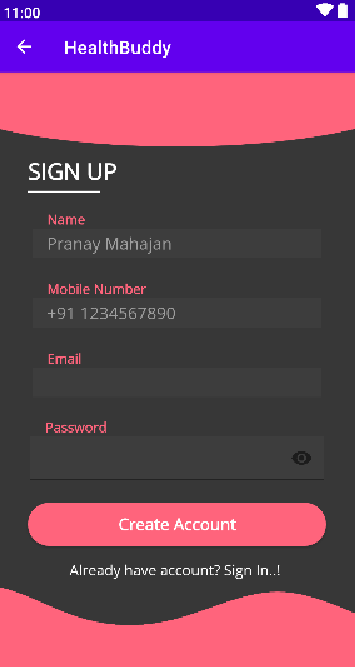 11:00
HealthBuddy
SIGN UP
Name
Pranay Mahajan
Mobile Number
+91 1234567890
Email
Password
Create Account
Already have account? Sign In..!